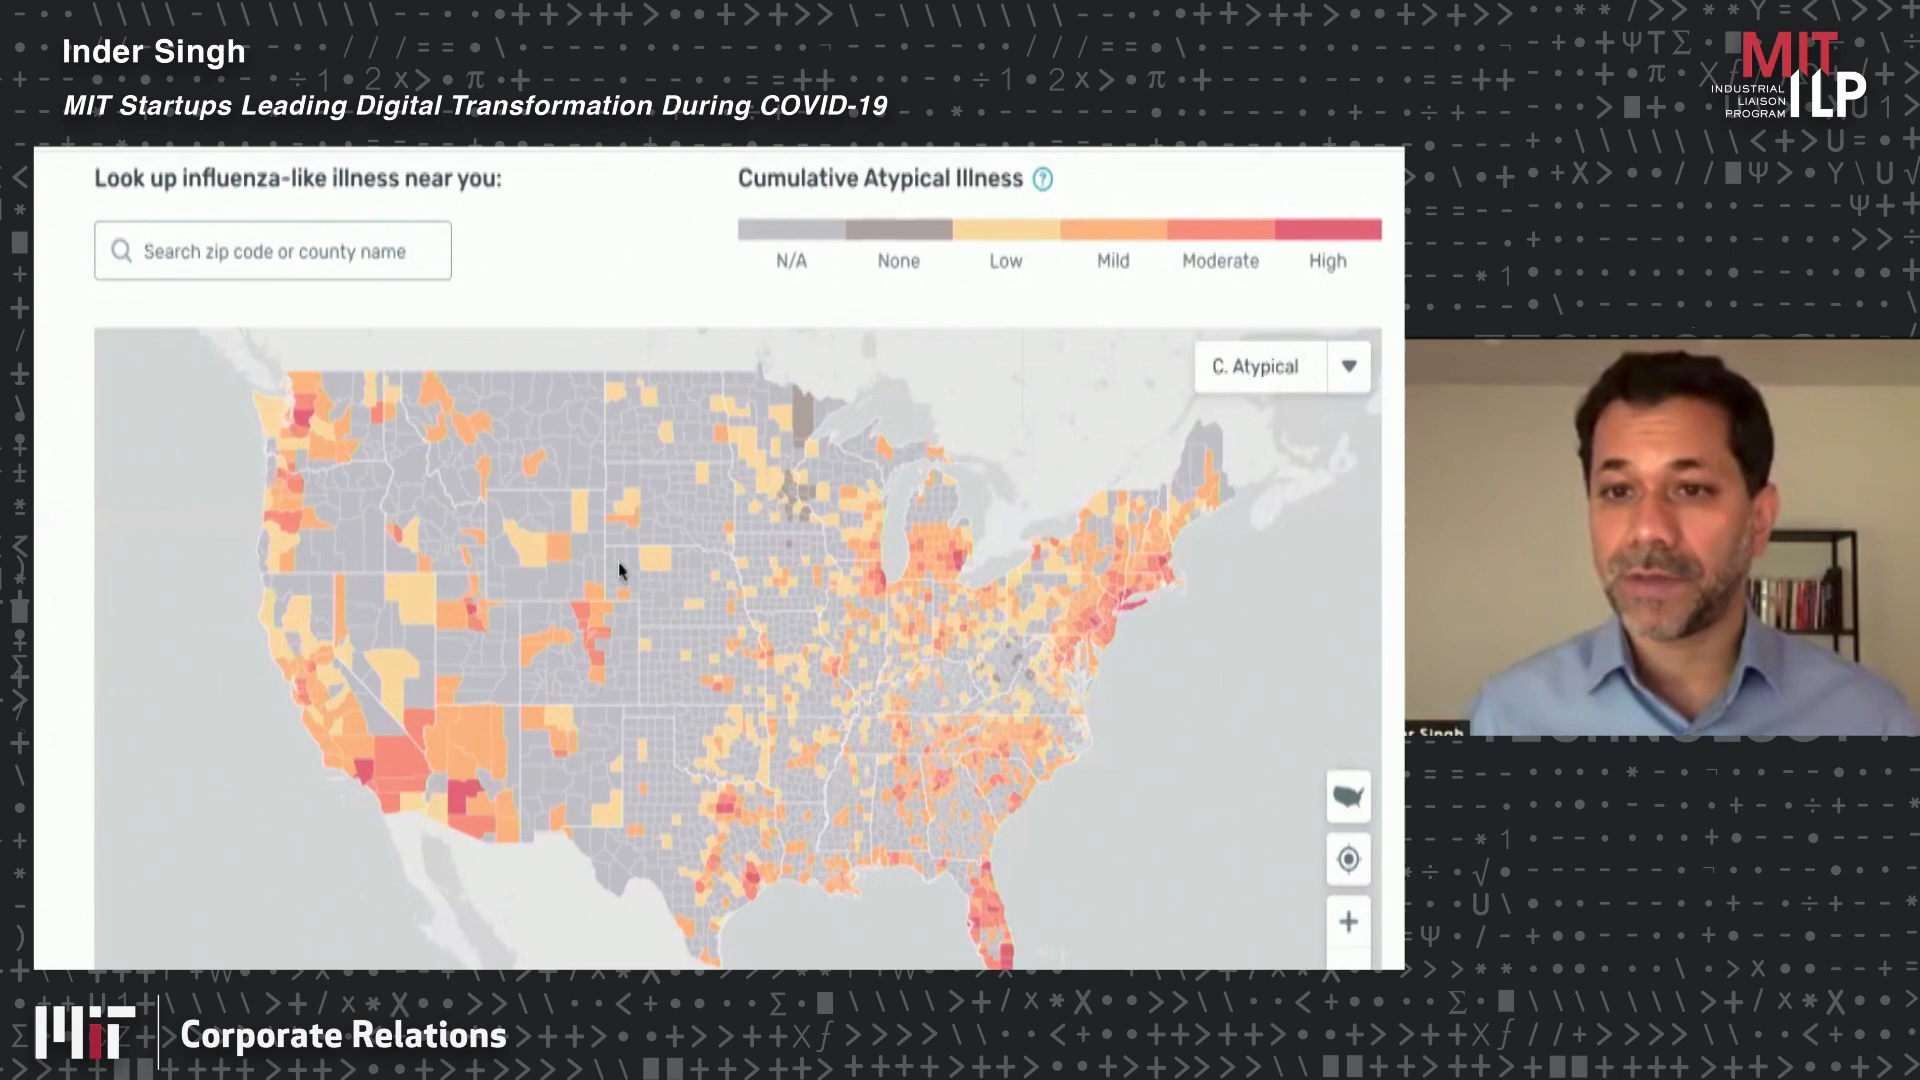 Inder Singh
MIT Startups Leading Digital Transformation During COVID-19
MIT
INDUSTRIAL
LIAISON
PROGRAM
ILP
Look up influenza-like illness near you:
Search zip code or county name
Cumulative Atypical Illness ?
N/A None Low Mild Moderate High
C. Atypical
+
Singh
MIT Corporate Relations